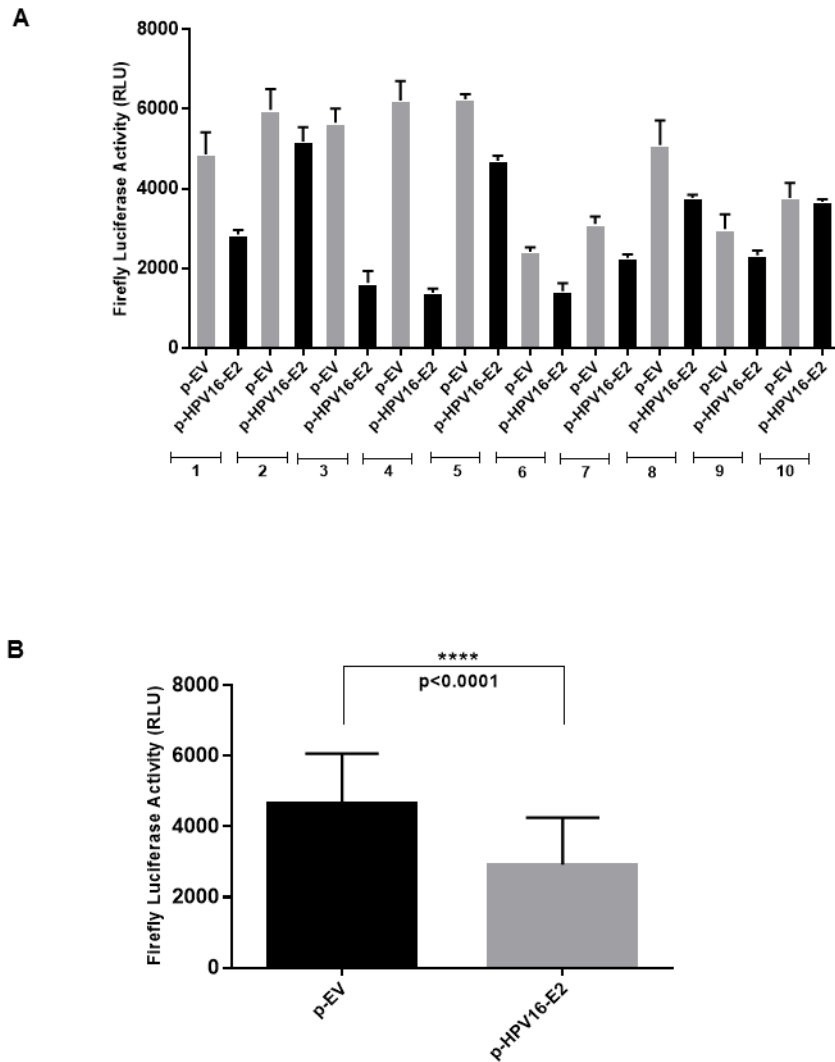 A
Firefly Luciferase Activity (RLU)
8000
6000
4000
2000
0
p-EV
p-HPV16-E2
p-EV
p-HPV16-E2
p-EV
p-HPV16-E2
p-EV
p-HPV16-E2
p-EV
p-HPV16-E2
p-EV
p-HPV16-E2
p-EV
p-HPV16-E2
p-EV
p-HPV16-E2
p-EV
p-HPV16-E2
p-EV
p-HPV16-E2
1 2 3 4 5 6 7 8 9 10
B
****
p<0.0001
Firefly Luciferase Activity (RLU)
8000
6000
4000
2000
0
p-EV
p-HPV16-E2